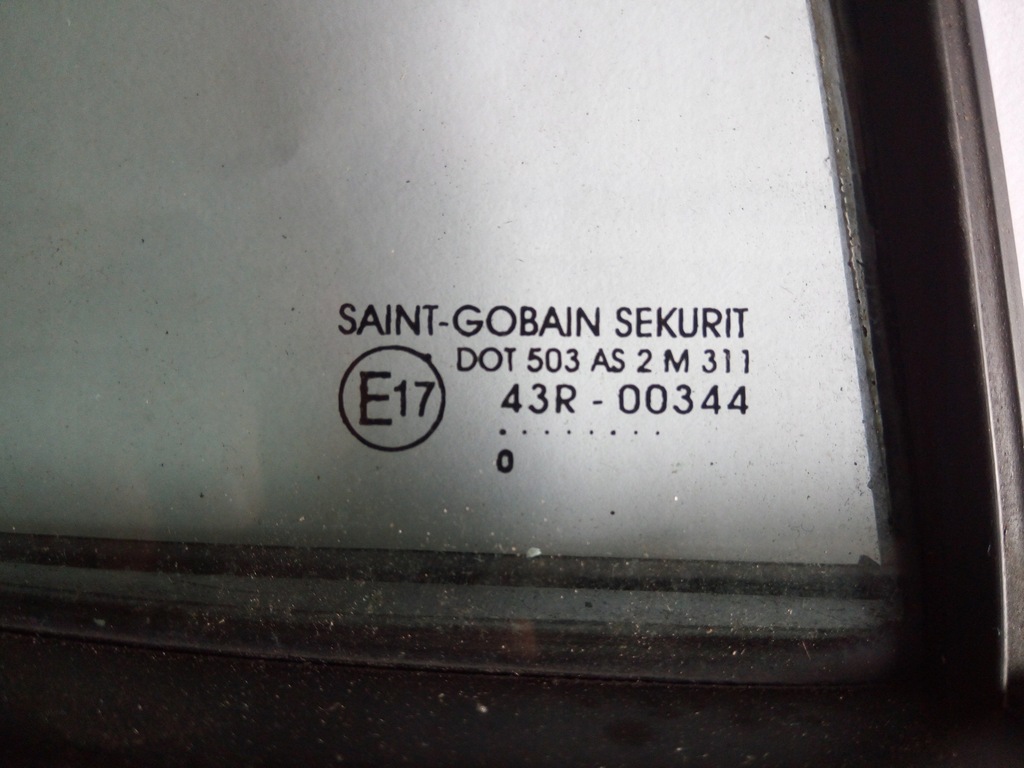 SAINT-GOBAIN SEKURIT
DOT 503 AS 2 M 311
E17 43R - 00344
. . . . . . . .
0